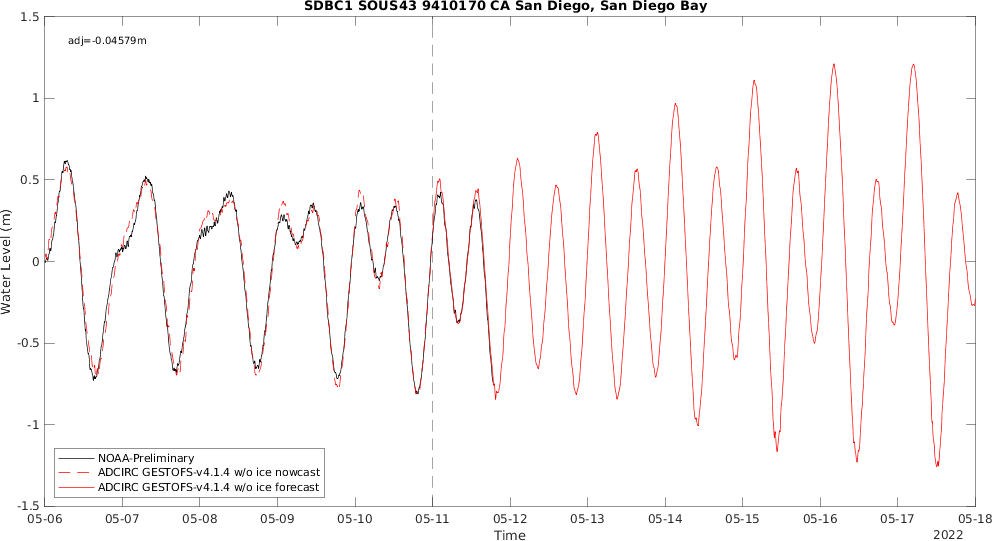 SDBC1 SOUS43 9410170 CA San Diego, San Diego Bay
adj=-0.04579m
1.5
1
0.5
0
-0.5
-1
-1.5
Water Level (m)
NOAA-Preliminary
ADCIRC GESTOFS-v4.1.4 w/o ice nowcast
ADCIRC GESTOFS-v4.1.4 w/o ice forecast
05-06 05-07 05-08 05-09 05-10 05-11 05-12 05-13 05-14 05-15 05-16 05-17 05-18
Time
2022